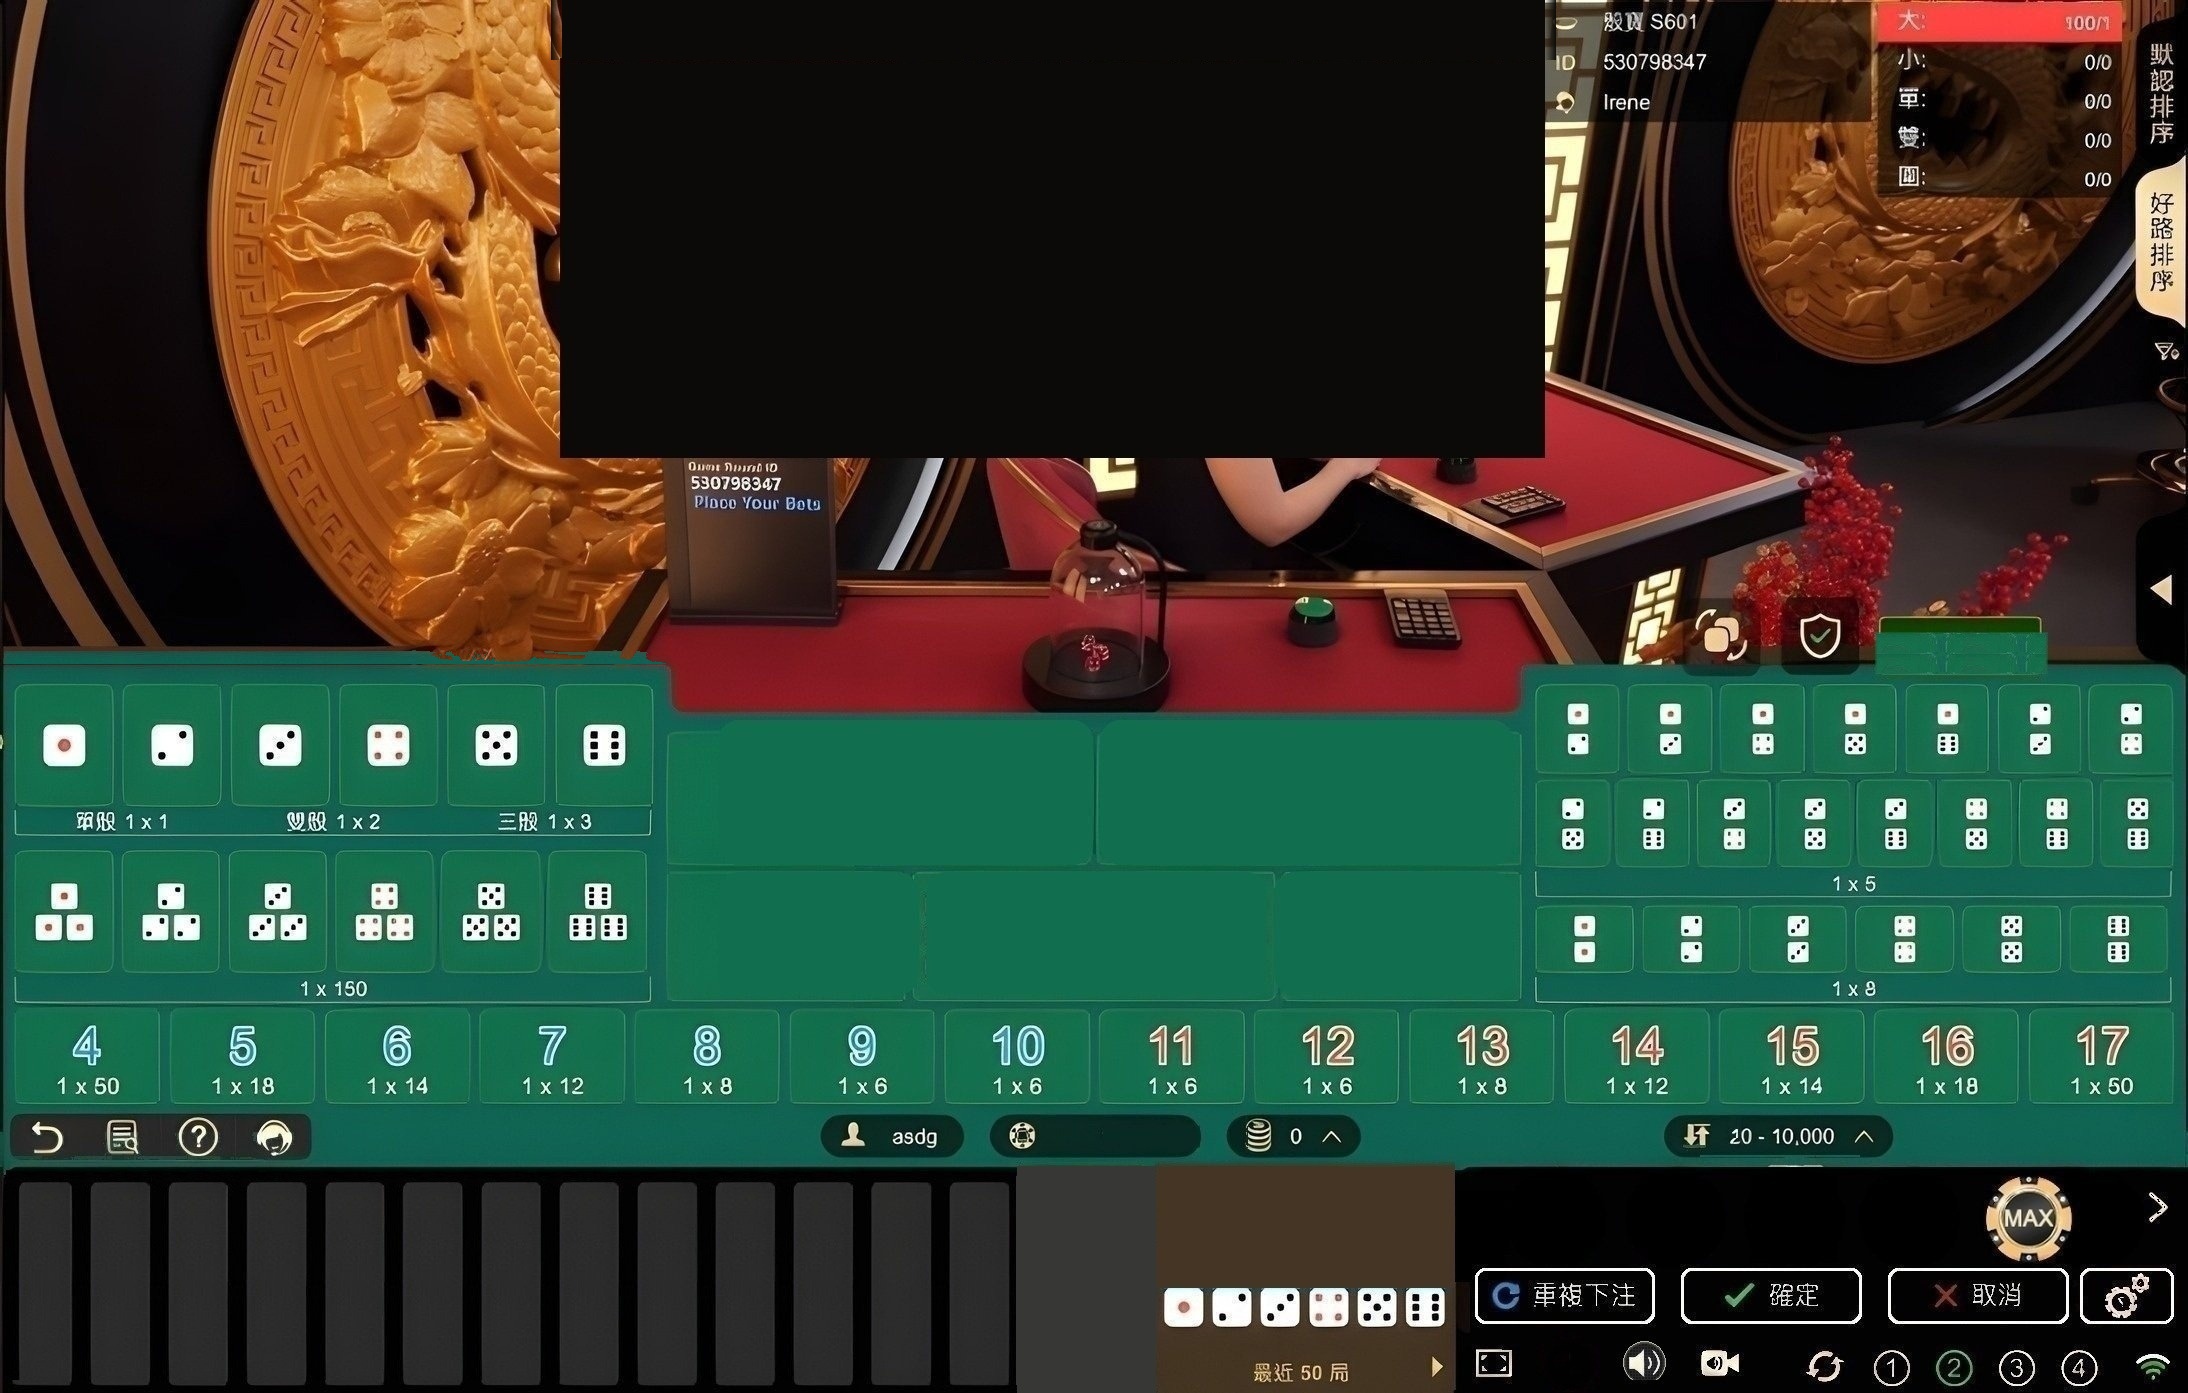 骰寶 S601
ID 530798347
Irene
大: 100/1
小: 0/0
單: 0/0
雙: 0/0
圍: 0/0
默認排序
好路排序
Game Round ID
530798347
Place Your Bets
單骰 1 x 1
雙骰 1 x 2
三骰 1 x 3
1 x 150
1 x 5
1 x 8
4 5 6 7 8 9 10 11 12 13 14 15 16 17
1 x 50 1 x 18 1 x 14 1 x 12 1 x 8 1 x 6 1 x 6 1 x 6 1 x 6 1 x 8 1 x 12 1 x 14 1 x 18 1 x 50
?
asdg
0
20 - 10,000
MAX
重複下注
確定
取消
最近 50 局
1 2 3 4